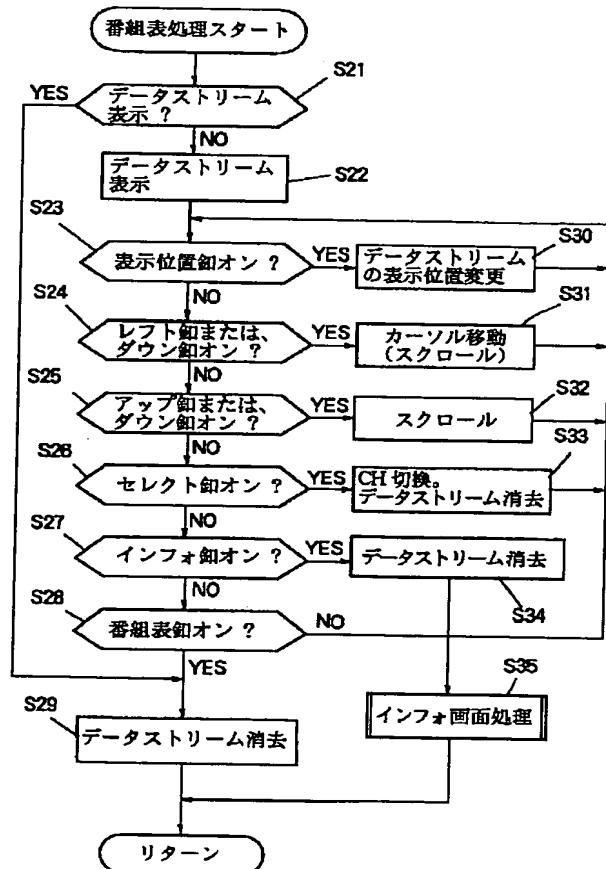 番組表処理スタート
S21
YES
データストリーム
表示 ?
NO
データストリーム
表示
S22
S23
表示位置釦オン ?
YES
データストリーム
の表示位置変更
S30
NO
S24
レフト釦または、
ダウン釦オン ?
YES
カーソル移動
(スクロール)
S31
NO
S25
アップ釦または、
ダウン釦オン ?
YES
スクロール
S32
NO
S26
セレクト釦オン ?
YES
CH 切換。
データストリーム消去
S33
NO
S27
インフォ釦オン ?
YES
データストリーム消去
S34
NO
S28
番組表釦オン ?
NO
YES
S29
データストリーム消去
S35
インフォ画面処理
リターン